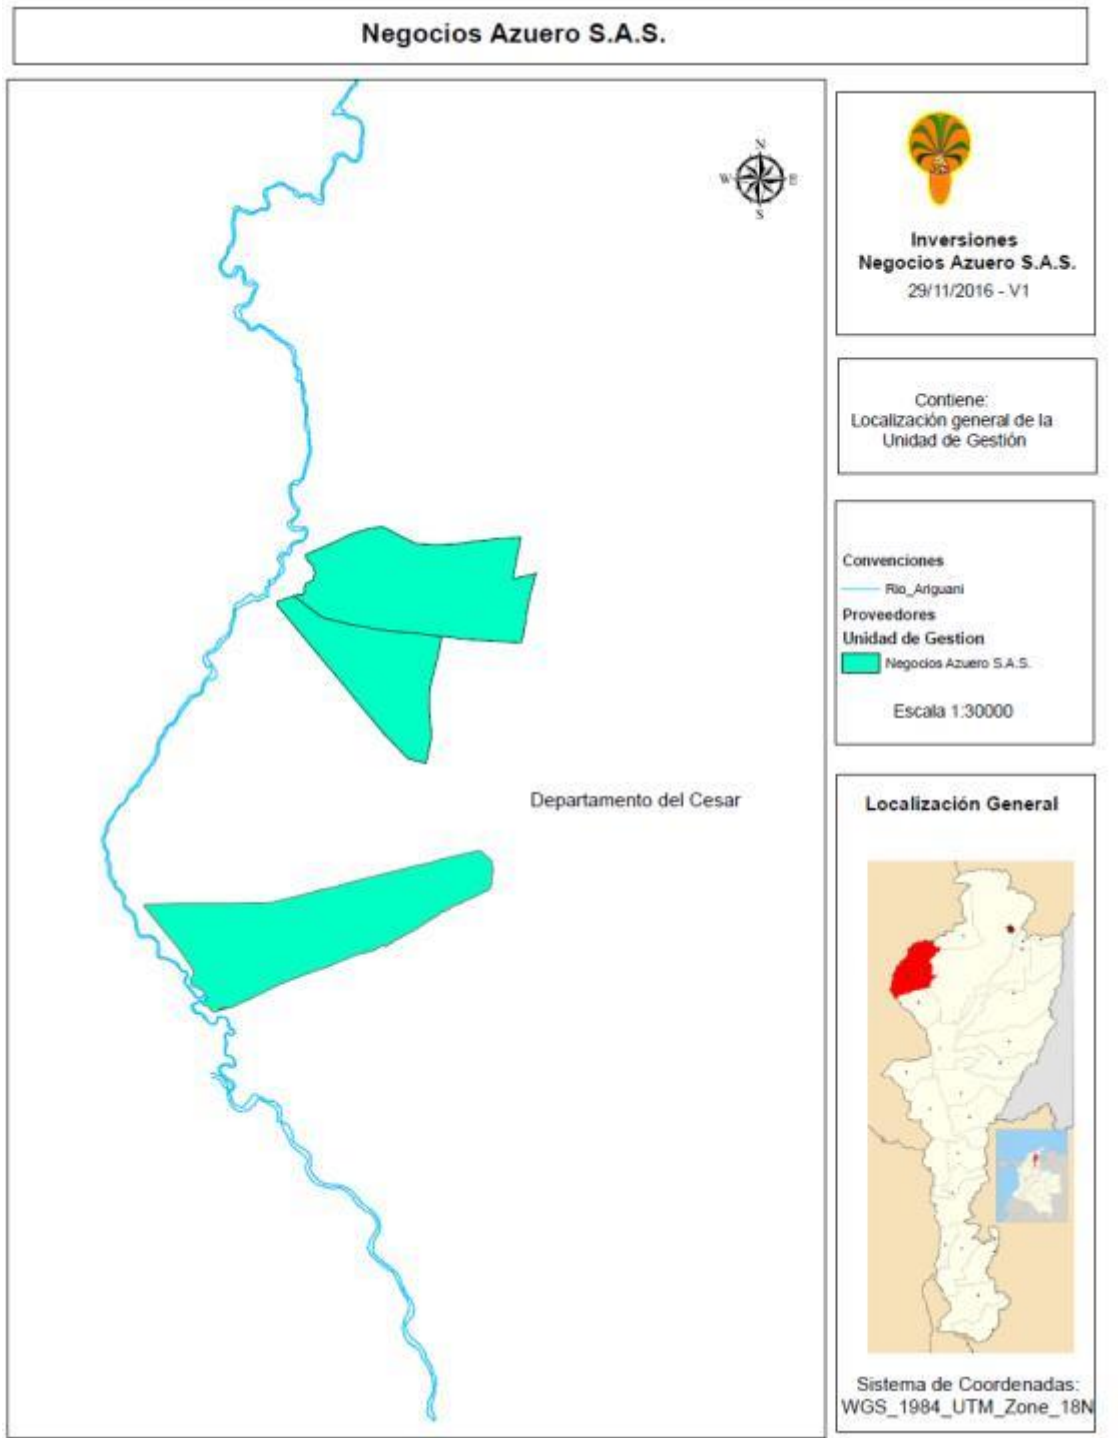 Negocios Azuero S.A.S.
N
W
E
S
Departamento del Cesar
Inversiones
Negocios Azuero S.A.S.
29/11/2016 - V1
Contiene:
Localización general de la
Unidad de Gestión
Convenciones
Rio_Ariguani
Proveedores
Unidad de Gestion
Negocios Azuero S.A.S.
Escala 1:30000
Localización General
Sistema de Coordenadas:
WGS_1984_UTM_Zone_18N